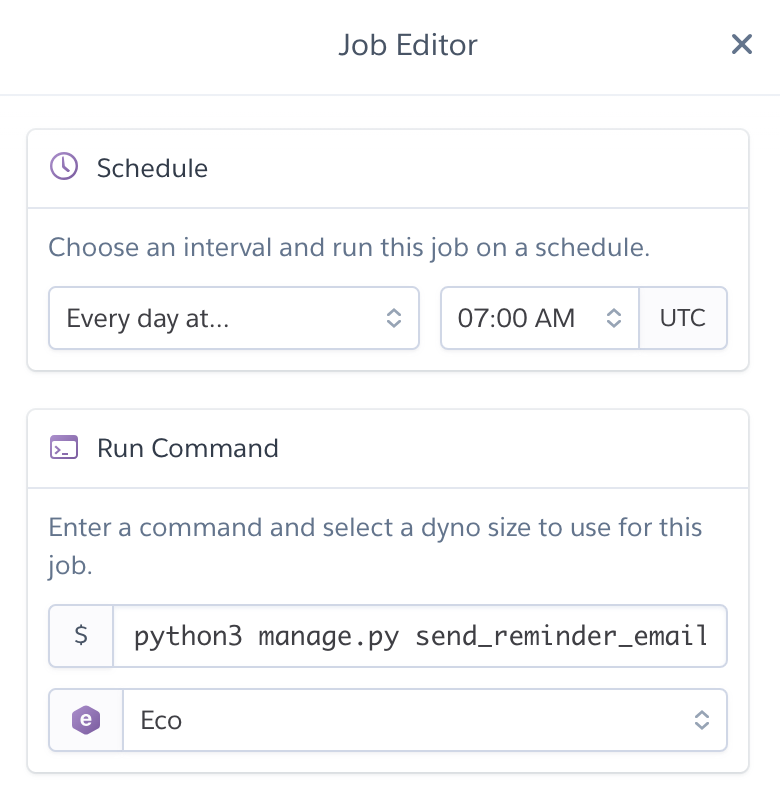 Job Editor
Schedule
Choose an interval and run this job on a schedule.
Every day at... 07:00 AM UTC
Run Command
Enter a command and select a dyno size to use for this
job.
$ python3 manage.py send_reminder_email
e Eco